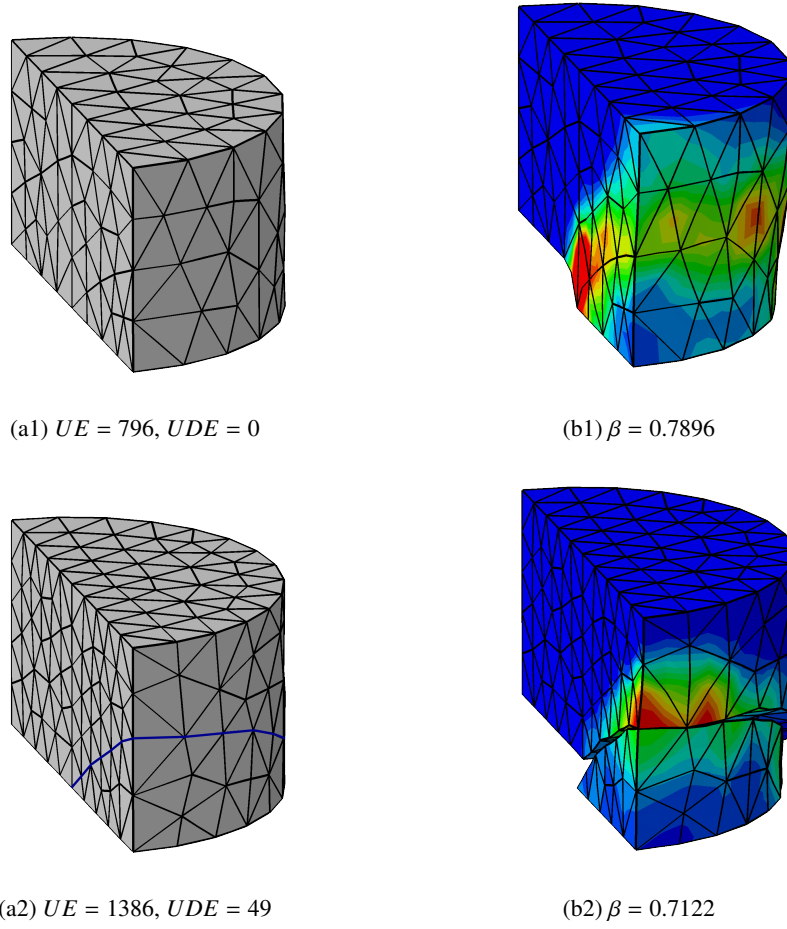 (a1) UE = 796, UDE = 0
(b1) β = 0.7896
(a2) UE = 1386, UDE = 49
(b2) β = 0.7122